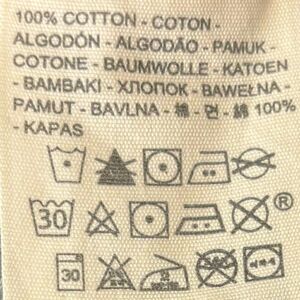 100% COTTON - COTON -
ALGODÓN - ALGODÃO - PAMUK -
COTONE - BAUMWOLLE - KATOEN
- BAMBAKI - ХЛОПОК - BAWEŁNA -
PAMUT - BAVLNA - 棉 - 면 - 綿 100%
- KAPAS
30 ®
30